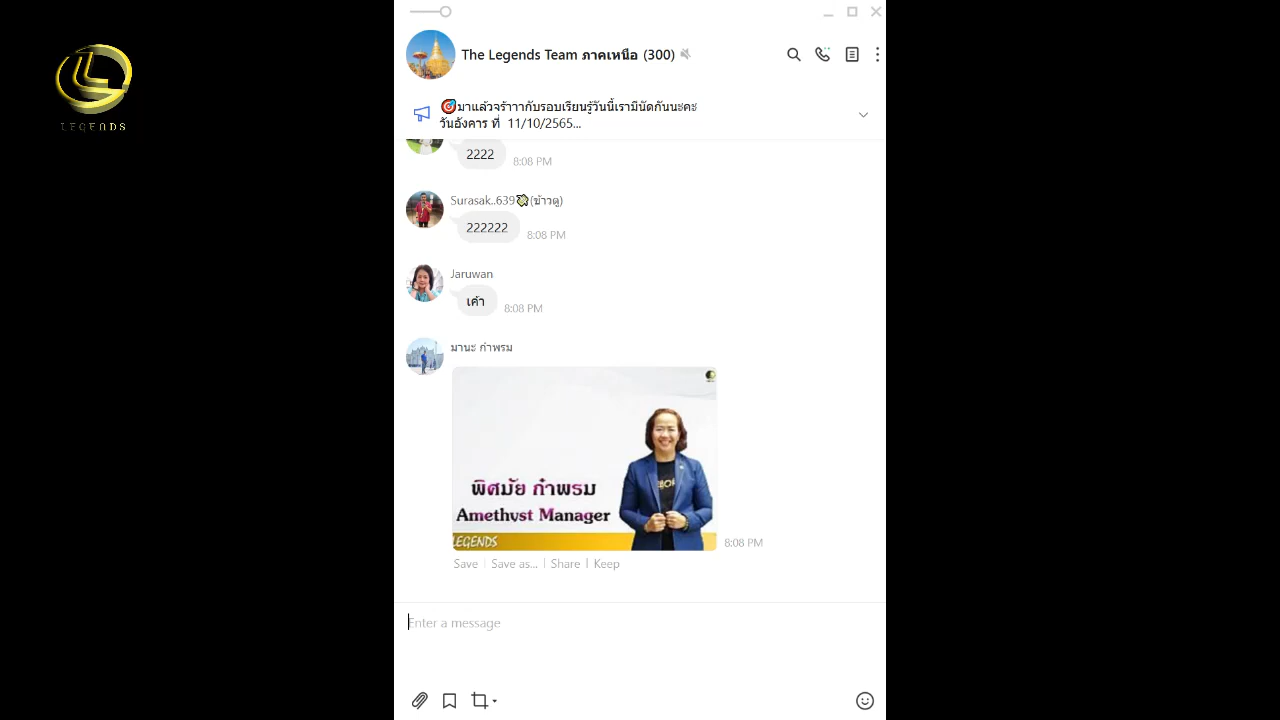 LEGENDS
The Legends Team ภาคเหนือ (300)
🎯มาแล้วจร้าาากับรอบเรียนรู้วันนี้เรามีนัดกันนะคะ
วันอังคาร ที่ 11/10/2565...
2222
8:08 PM
Surasak..639 (ข้าวตู)
222222
8:08 PM
Jaruwan
เค้า
8:08 PM
มานะ ก๋าพรม
พิศมัย ก๋าพรม
Amethyst Manager
LEGENDS
8:08 PM
Save | Save as... | Share | Keep
Enter a message